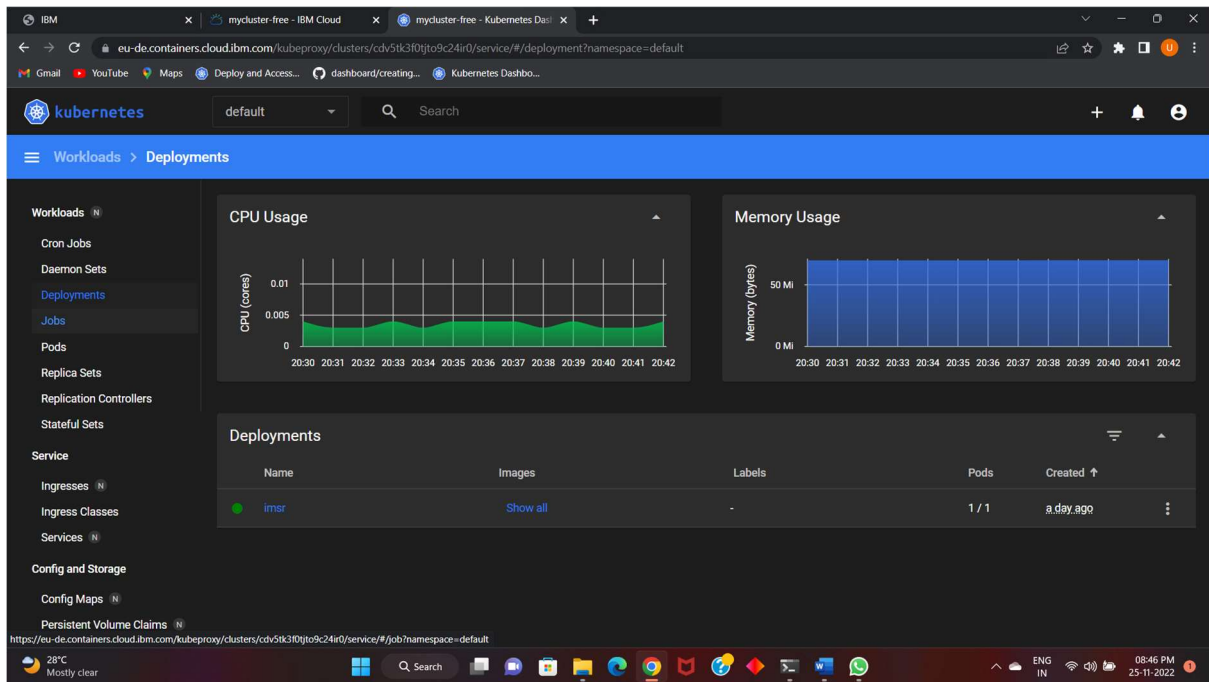 IBM
mycluster-free - IBM Cloud
mycluster-free - Kubernetes Das
eu-de.containers.cloud.ibm.com/kubeproxy/clusters/cdv5tk3f0tjto9c24ir0/service/#/deployment?namespace=default
U
Gmail YouTube Maps Deploy and Access... dashboard/creating... Kubernetes Dashbo...
kubernetes default Search
Workloads > Deployments
Workloads N
Cron Jobs
Daemon Sets
Deployments
Jobs
Pods
Replica Sets
Replication Controllers
Stateful Sets
Service
Ingresses N
Ingress Classes
Services N
Config and Storage
Config Maps N
Persistent Volume Claims N
CPU Usage
CPU (cores)
0.01
0.005
0
20:30 20:31 20:32 20:33 20:34 20:35 20:36 20:37 20:38 20:39 20:40 20:41 20:42
Memory Usage
Memory (bytes)
50 Mi
0 Mi
20:30 20:31 20:32 20:33 20:34 20:35 20:36 20:37 20:38 20:39 20:40 20:41 20:42
Deployments
Name Images Labels Pods Created
imsr Show all - 1 / 1 a day ago
https://eu-de.containers.cloud.ibm.com/kubeproxy/clusters/cdv5tk3f0tjto9c24ir0/service/#/job?namespace=default
28°C
Mostly clear
Search
ENG
IN
08:46 PM
25-11-2022
1